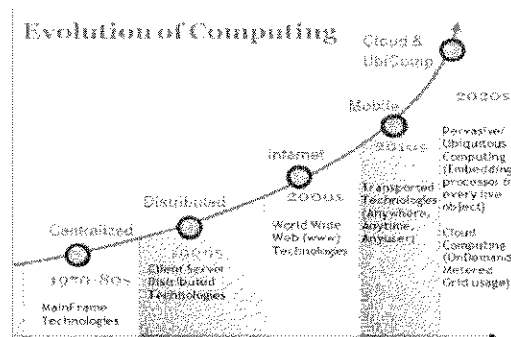 Evolution of Computing
Cloud &
UbiComp
2020s
Mobile
2010s
Internet
2000s
Distributed
1990s
Centralized
1970-80s
MainFrame
Technologies
Client Server
Distributed
Technologies
World Wide
Web (www)
Technologies
Transported
Technologies
(Anywhere,
Anytime,
Anyuser)
Pervasive/
Ubiquitous
Computing
(Embedding
processor
every live
object)
Cloud
Computing
(OnDemand
Metered
Grid usage)